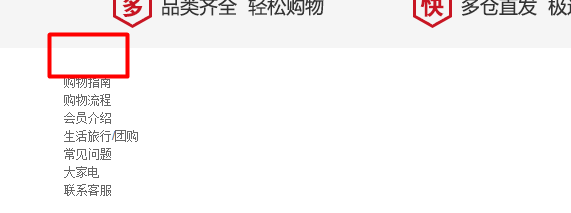 多 品类齐全 轻松购物 快 多仓直发
购物指南
购物流程
会员介绍
生活旅行/团购
常见问题
大家电
联系客服